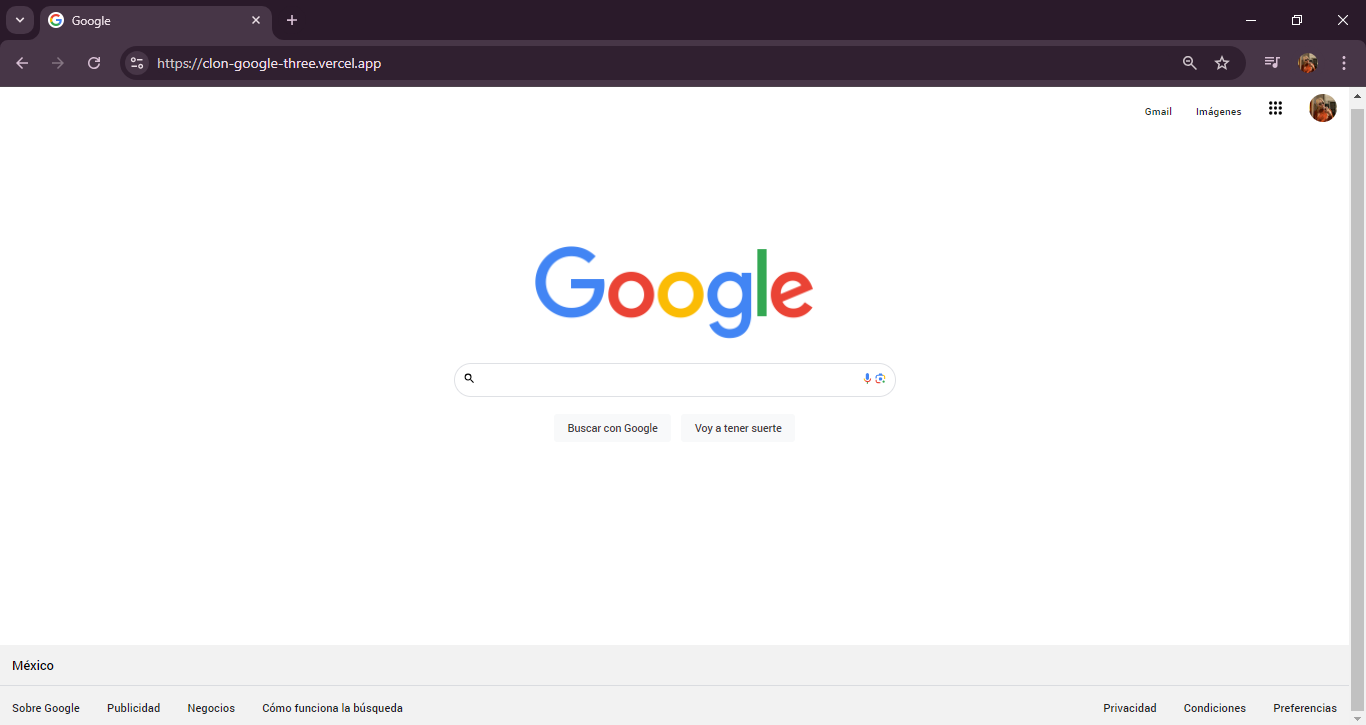 Google
https://clon-google-three.vercel.app
Gmail Imágenes
Google
Buscar con Google Voy a tener suerte
México
Sobre Google Publicidad Negocios Cómo funciona la búsqueda Privacidad Condiciones Preferencias